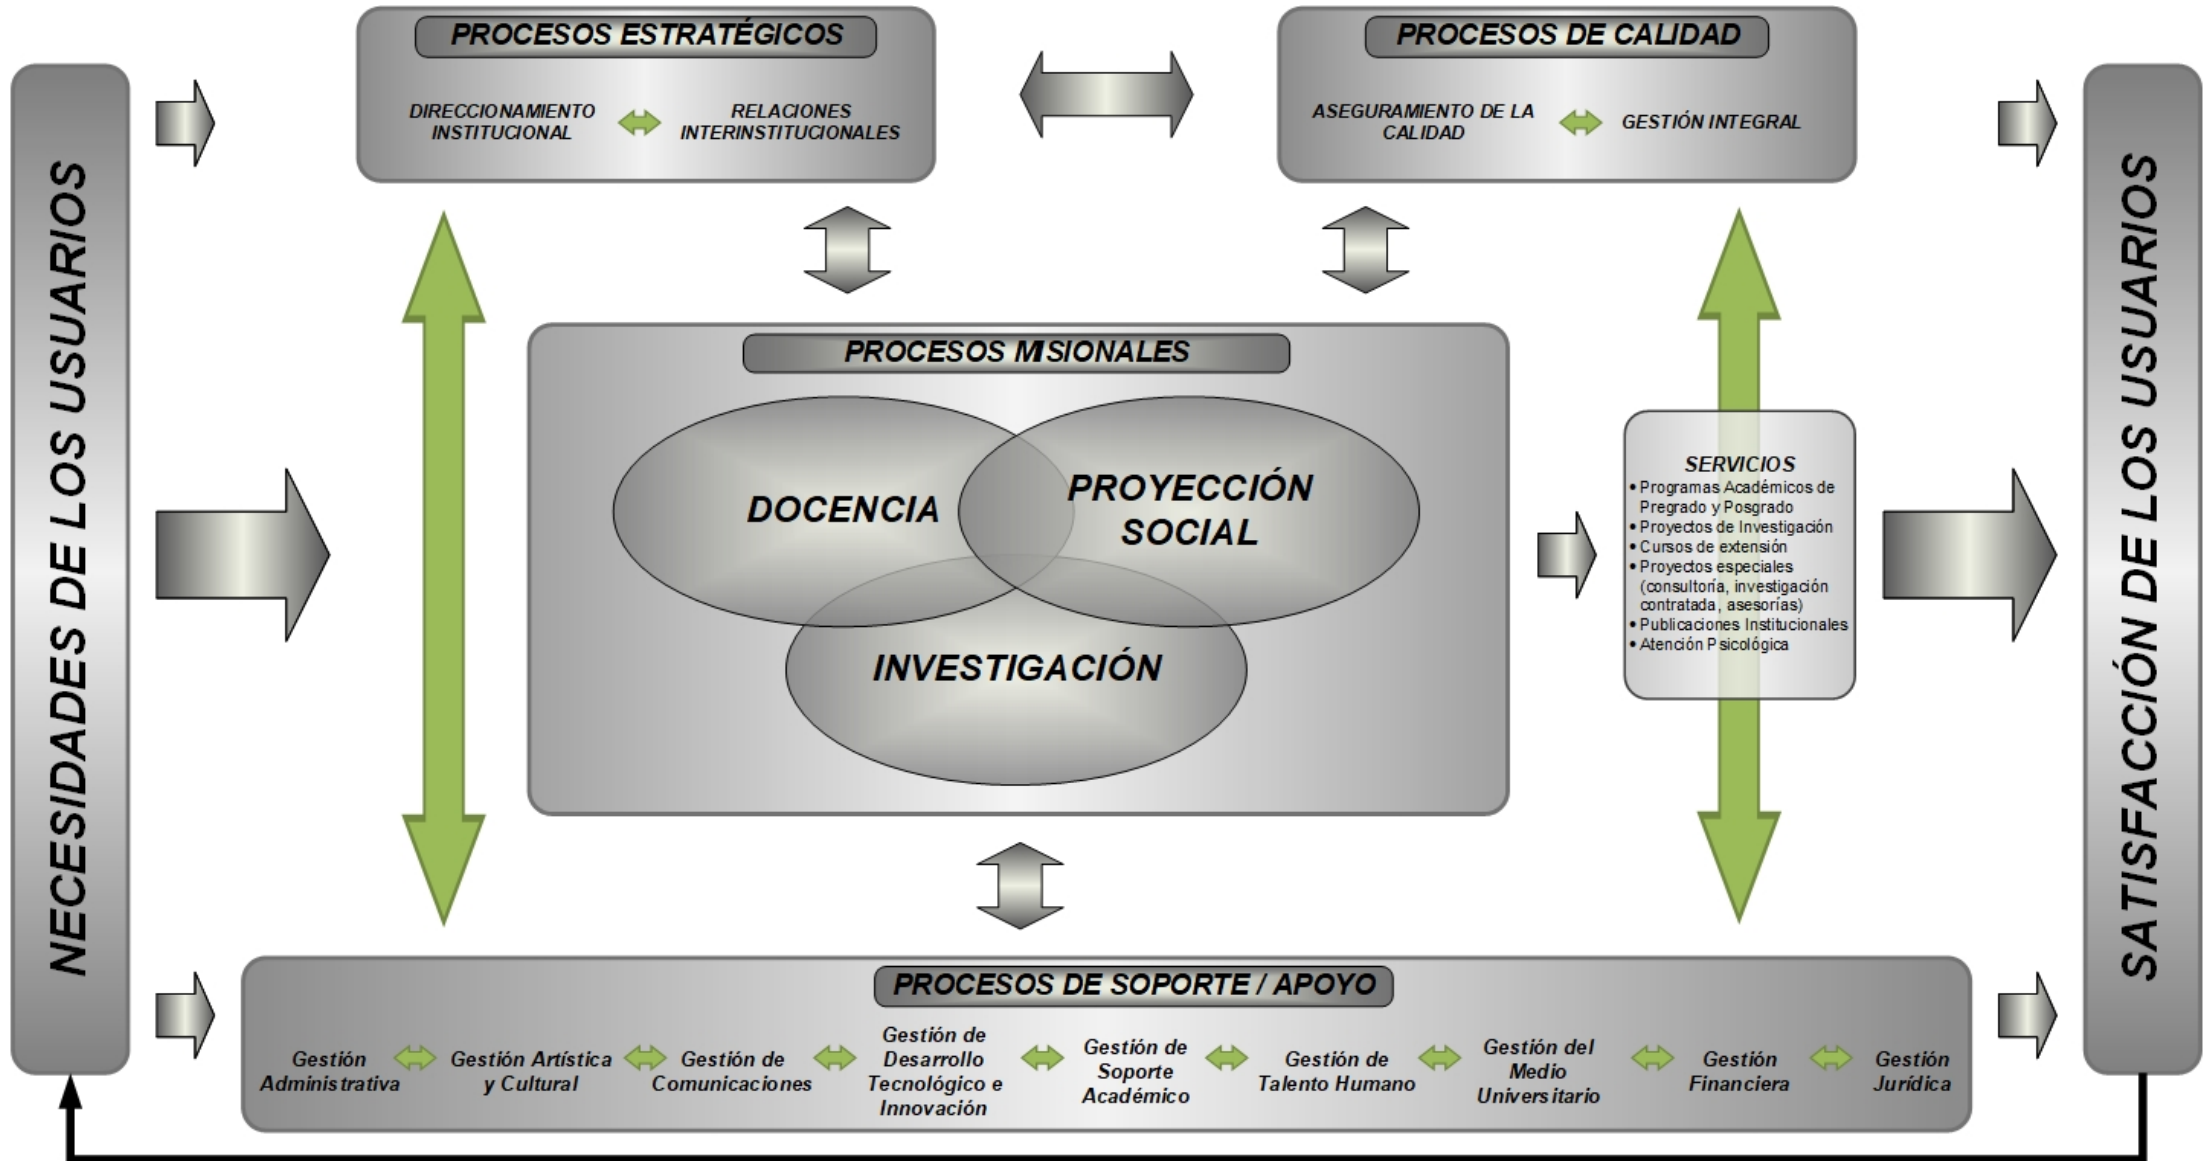 PROCESOS ESTRATÉGICOS
DIRECCIONAMIENTO
INSTITUCIONAL
RELACIONES
INTERINSTITUCIONALES
PROCESOS DE CALIDAD
ASEGURAMIENTO DE LA
CALIDAD
GESTIÓN INTEGRAL
NECESIDADES DE LOS USUARIOS
PROCESOS MISIONALES
DOCENCIA
PROYECCIÓN
SOCIAL
INVESTIGACIÓN
SERVICIOS
• Programas Académicos de
Pregrado y Posgrado
• Proyectos de Investigación
• Cursos de extensión
• Proyectos especiales
(consultoría, investigación
contratada, asesorías)
• Publicaciones Institucionales
• Atención Psicológica
SATISFACCIÓN DE LOS USUARIOS
PROCESOS DE SOPORTE / APOYO
Gestión
Administrativa
Gestión Artística
y Cultural
Gestión de
Comunicaciones
Gestión de
Desarrollo
Tecnológico e
Innovación
Gestión de
Soporte
Académico
Gestión de
Talento Humano
Gestión del
Medio
Universitario
Gestión
Financiera
Gestión
Jurídica